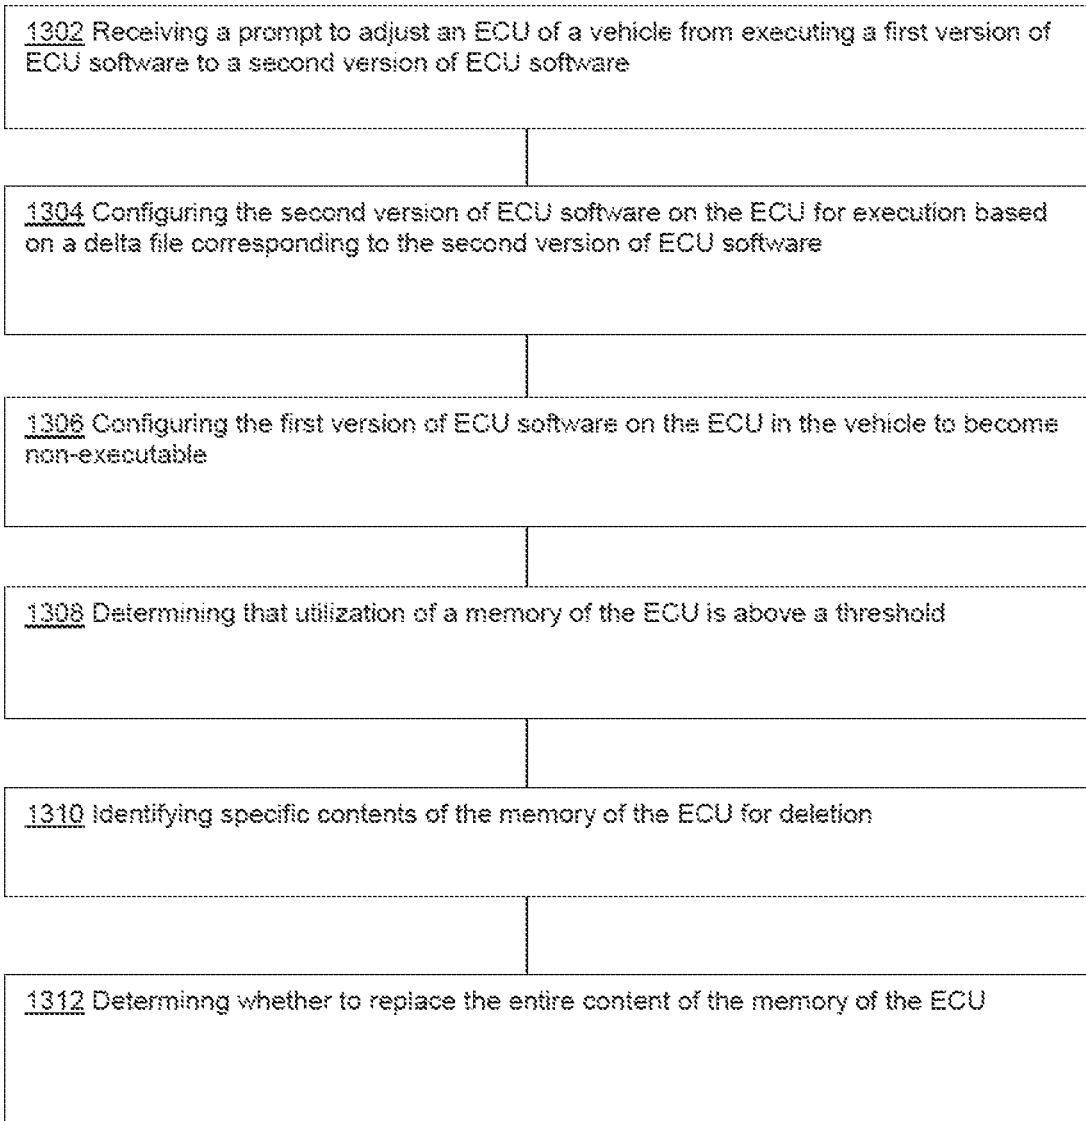 1302 Receiving a prompt to adjust an ECU of a vehicle from executing a first version of
ECU software to a second version of ECU software
1304 Configuring the second version of ECU software on the ECU for execution based
on a delta file corresponding to the second version of ECU software
1306 Configuring the first version of ECU software on the ECU in the vehicle to become
non-executable
1308 Determining that utilization of a memory of the ECU is above a threshold
1310 Identifying specific contents of the memory of the ECU for deletion
1312 Determinng whether to replace the entire content of the memory of the ECU